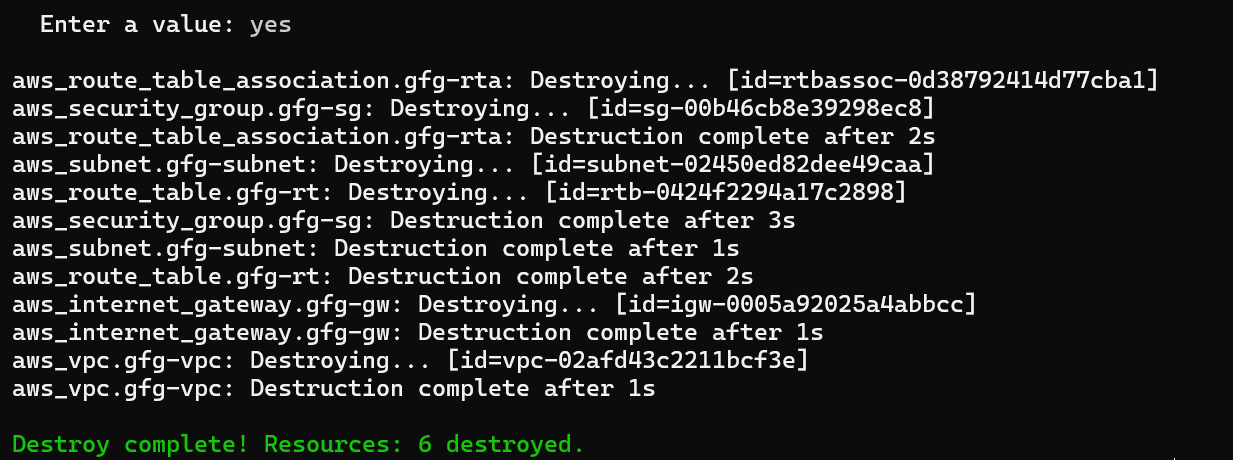 Enter a value: yes
aws_route_table_association.gfg-rta: Destroying... [id=rtbassoc-0d38792414d77cba1]
aws_security_group.gfg-sg: Destroying... [id=sg-00b46cb8e39298ec8]
aws_route_table_association.gfg-rta: Destruction complete after 2s
aws_subnet.gfg-subnet: Destroying... [id=subnet-02450ed82dee49caa]
aws_route_table.gfg-rt: Destroying... [id=rtb-0424f2294a17c2898]
aws_security_group.gfg-sg: Destruction complete after 3s
aws_subnet.gfg-subnet: Destruction complete after 1s
aws_route_table.gfg-rt: Destruction complete after 2s
aws_internet_gateway.gfg-gw: Destroying... [id=igw-0005a92025a4abbcc]
aws_internet_gateway.gfg-gw: Destruction complete after 1s
aws_vpc.gfg-vpc: Destroying... [id=vpc-02afd43c2211bcf3e]
aws_vpc.gfg-vpc: Destruction complete after 1s
Destroy complete! Resources: 6 destroyed.